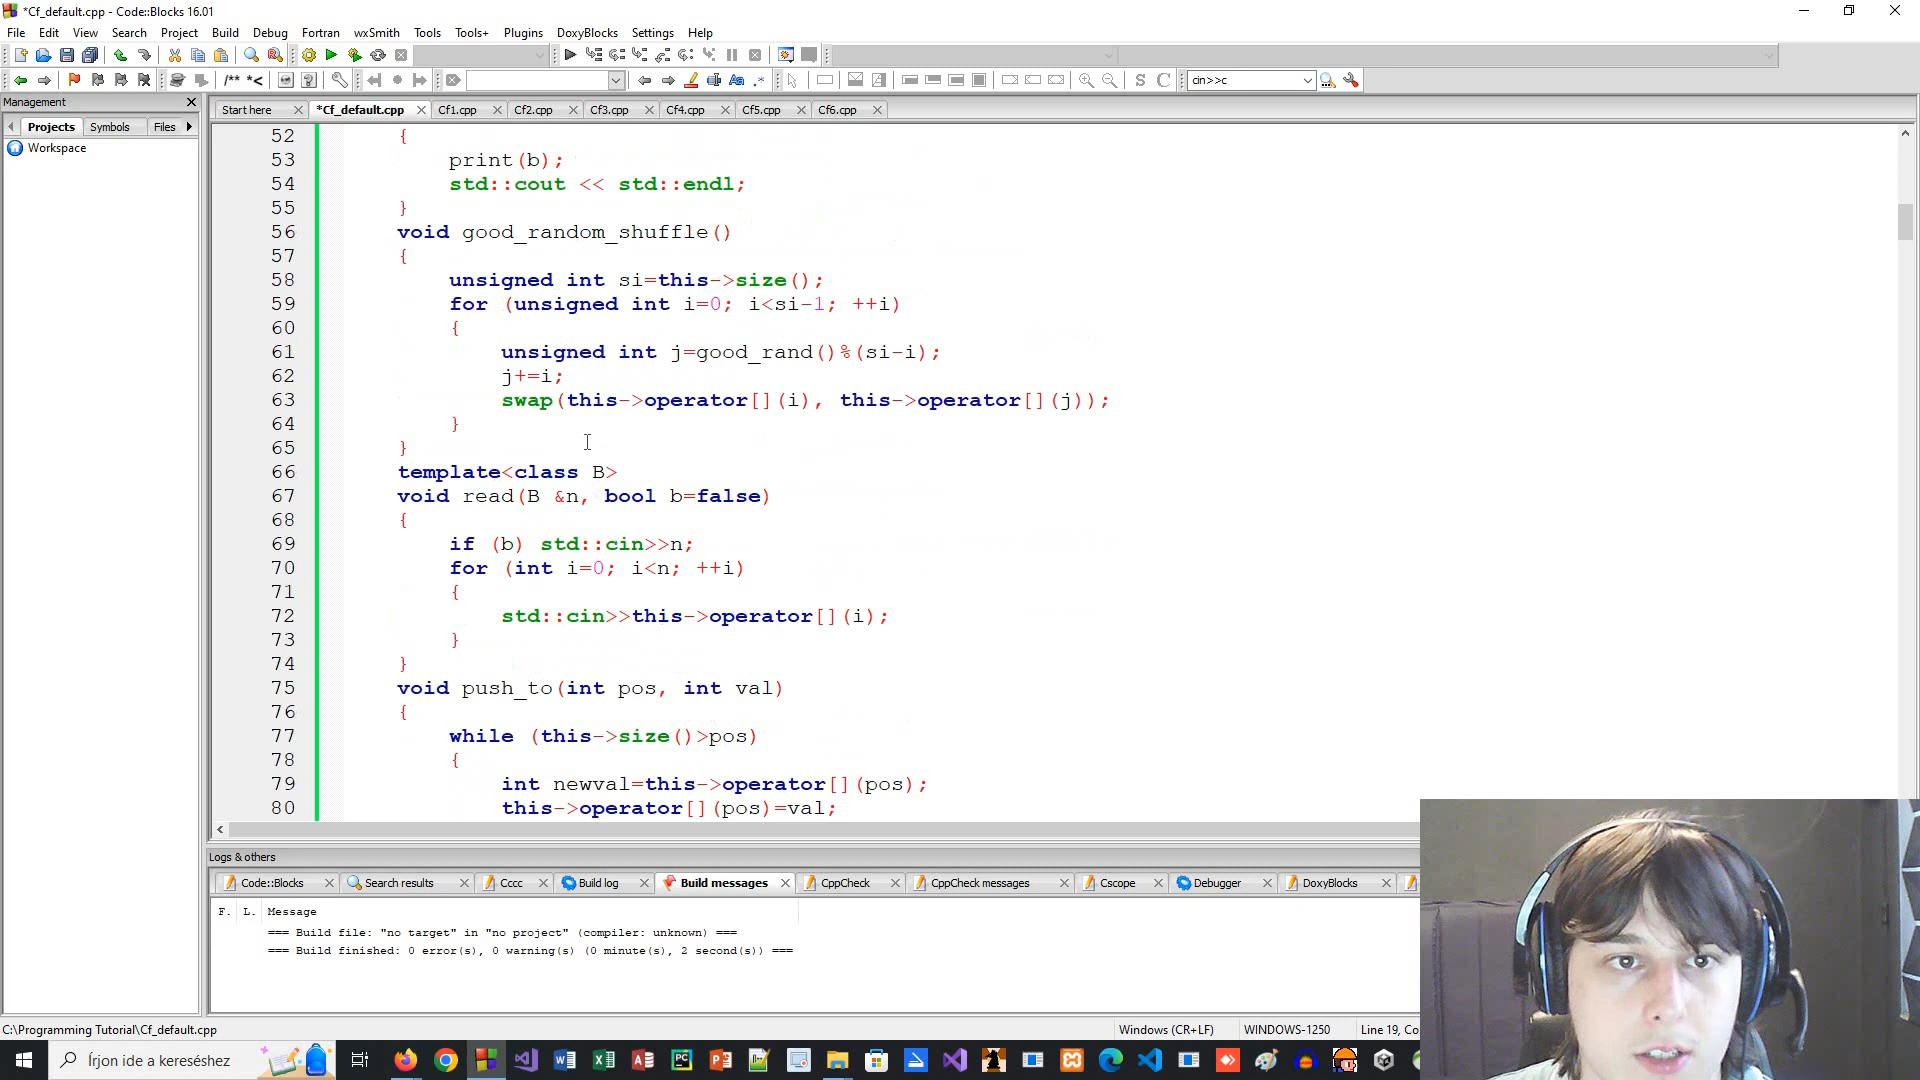 *Cf_default.cpp - Code::Blocks 16.01
File Edit View Search Project Build Debug Fortran wxSmith Tools Tools+ Plugins DoxyBlocks Settings Help
/** *< .* S C cin>>c
Management
Projects Symbols Files
Workspace
Start here *Cf_default.cpp Cf1.cpp Cf2.cpp Cf3.cpp Cf4.cpp Cf5.cpp Cf6.cpp
52 {
53 print(b);
54 std::cout << std::endl;
55 }
56 void good_random_shuffle()
57 {
58 unsigned int si=this->size();
59 for (unsigned int i=0; i<si-1; ++i)
60 {
61 unsigned int j=good_rand()%(si-i);
62 j+=i;
63 swap(this->operator[](i), this->operator[](j));
64 }
65 }
66 template<class B>
67 void read(B &n, bool b=false)
68 {
69 if (b) std::cin>>n;
70 for (int i=0; i<n; ++i)
71 {
72 std::cin>>this->operator[](i);
73 }
74 }
75 void push_to(int pos, int val)
76 {
77 while (this->size()>pos)
78 {
79 int newval=this->operator[](pos);
80 this->operator[](pos)=val;
Logs & others
Code::Blocks Search results Cccc Build log Build messages CppCheck CppCheck messages Cscope Debugger DoxyBlocks
F. L. Message
=== Build file: "no target" in "no project" (compiler: unknown) ===
=== Build finished: 0 error(s), 0 warning(s) (0 minute(s), 2 second(s)) ===
C:\Programming Tutorial\Cf_default.cpp Windows (CR+LF) WINDOWS-1250 Line 19, Co
Írjon ide a kereséshez